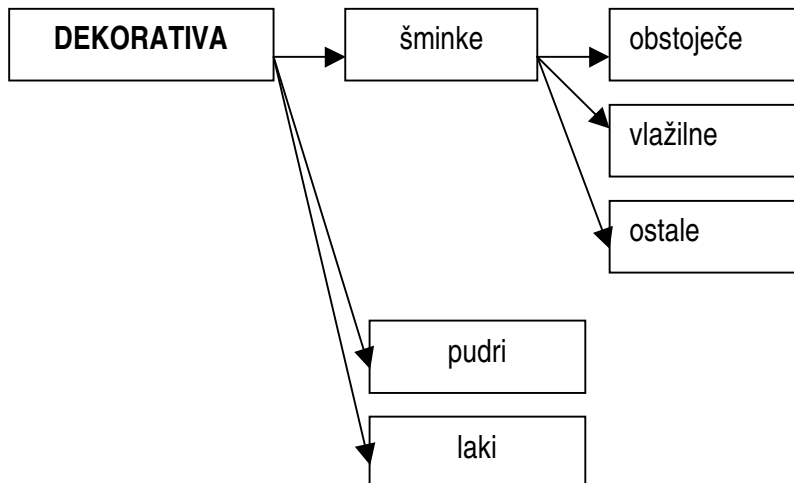 DEKORATIVA
šminke
obstoječe
vlažilne
ostale
pudri
laki